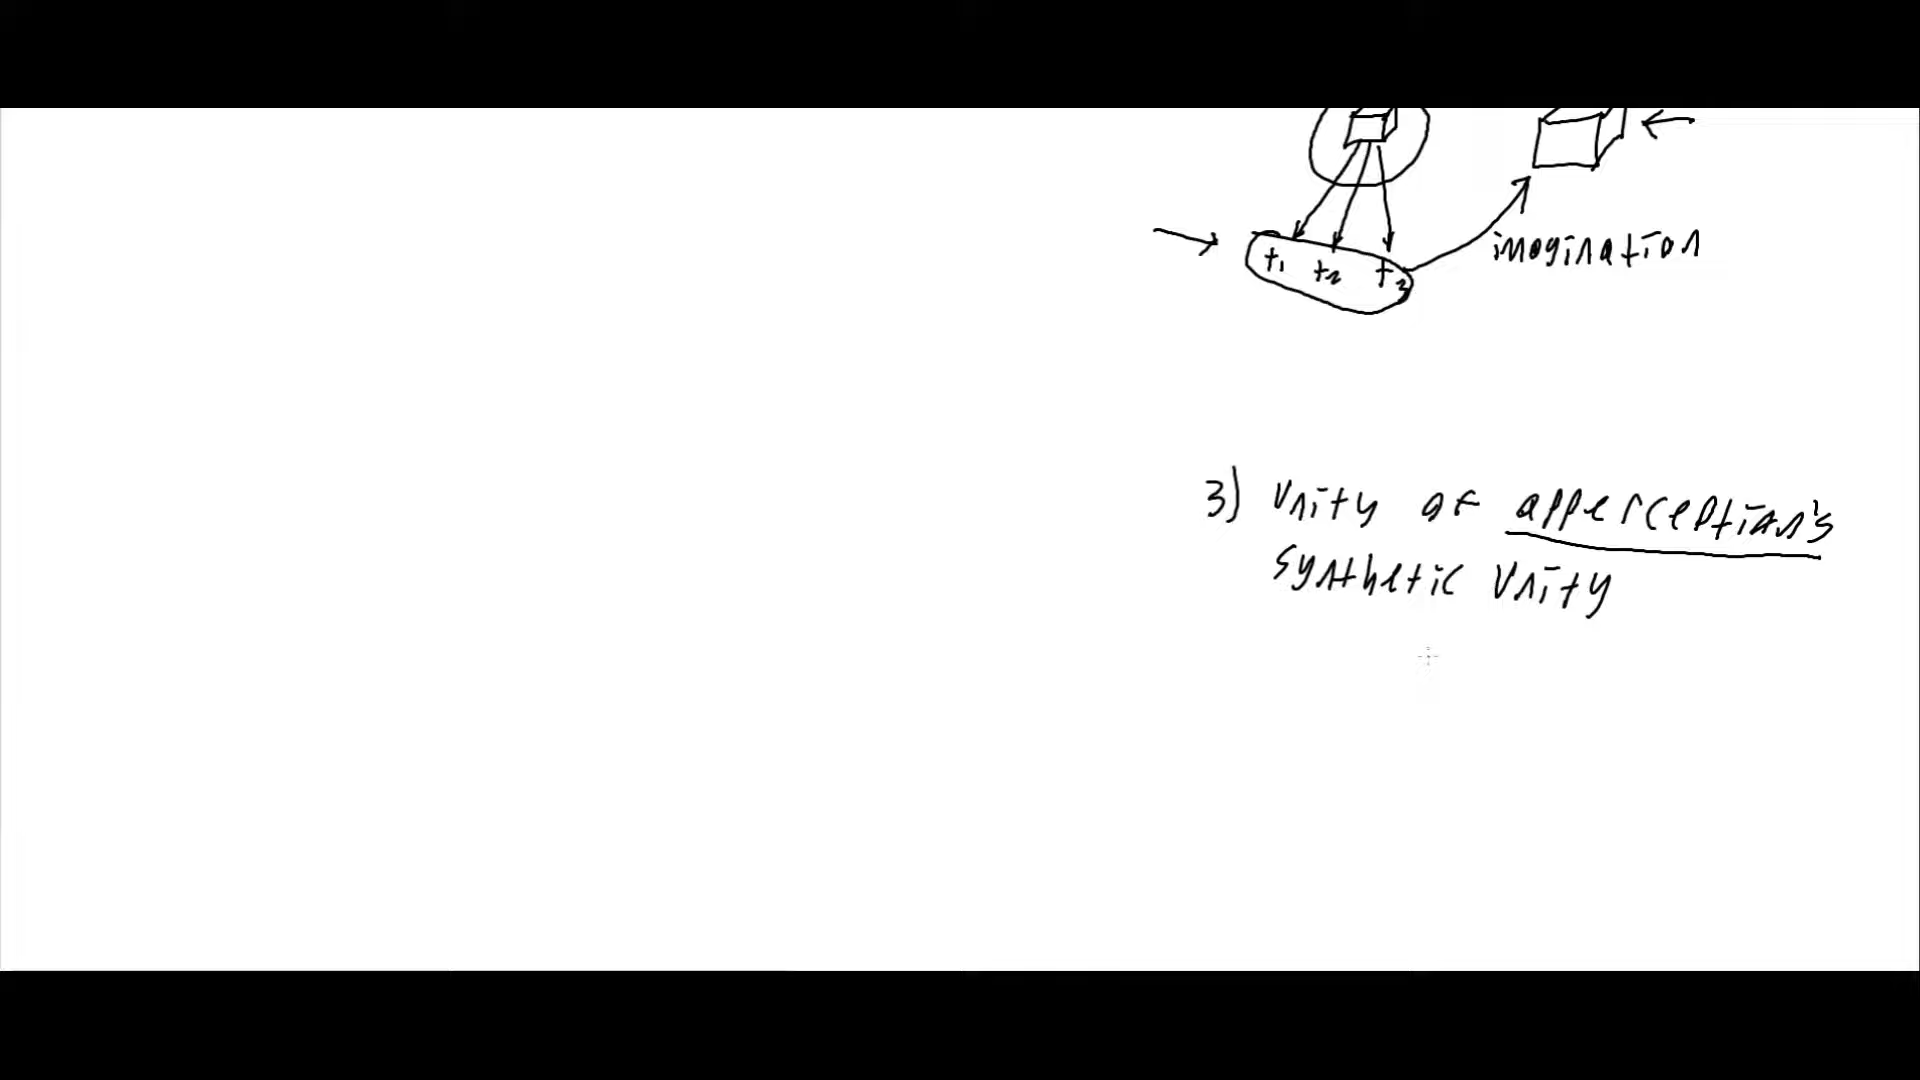 t₁ t₂ t₃
imagination
3) Unity of apperception's
synthetic Unity